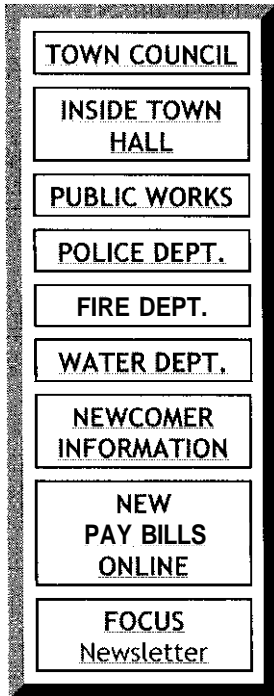 TOWN COUNCIL
INSIDE TOWN
HALL
PUBLIC WORKS
POLICE DEPT.
FIRE DEPT.
WATER DEPT.
NEWCOMER
INFORMATION
NEW
PAY BILLS
ONLINE
FOCUS
Newsletter